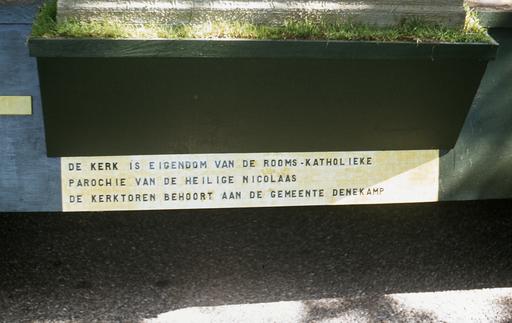 DE KERK IS EIGENDOM VAN DE ROOMS-KATHOLIEKE
PAROCHIE VAN DE HEILIGE NICOLAAS
DE KERKTOREN BEHOORT AAN DE GEMEENTE DENEKAMP